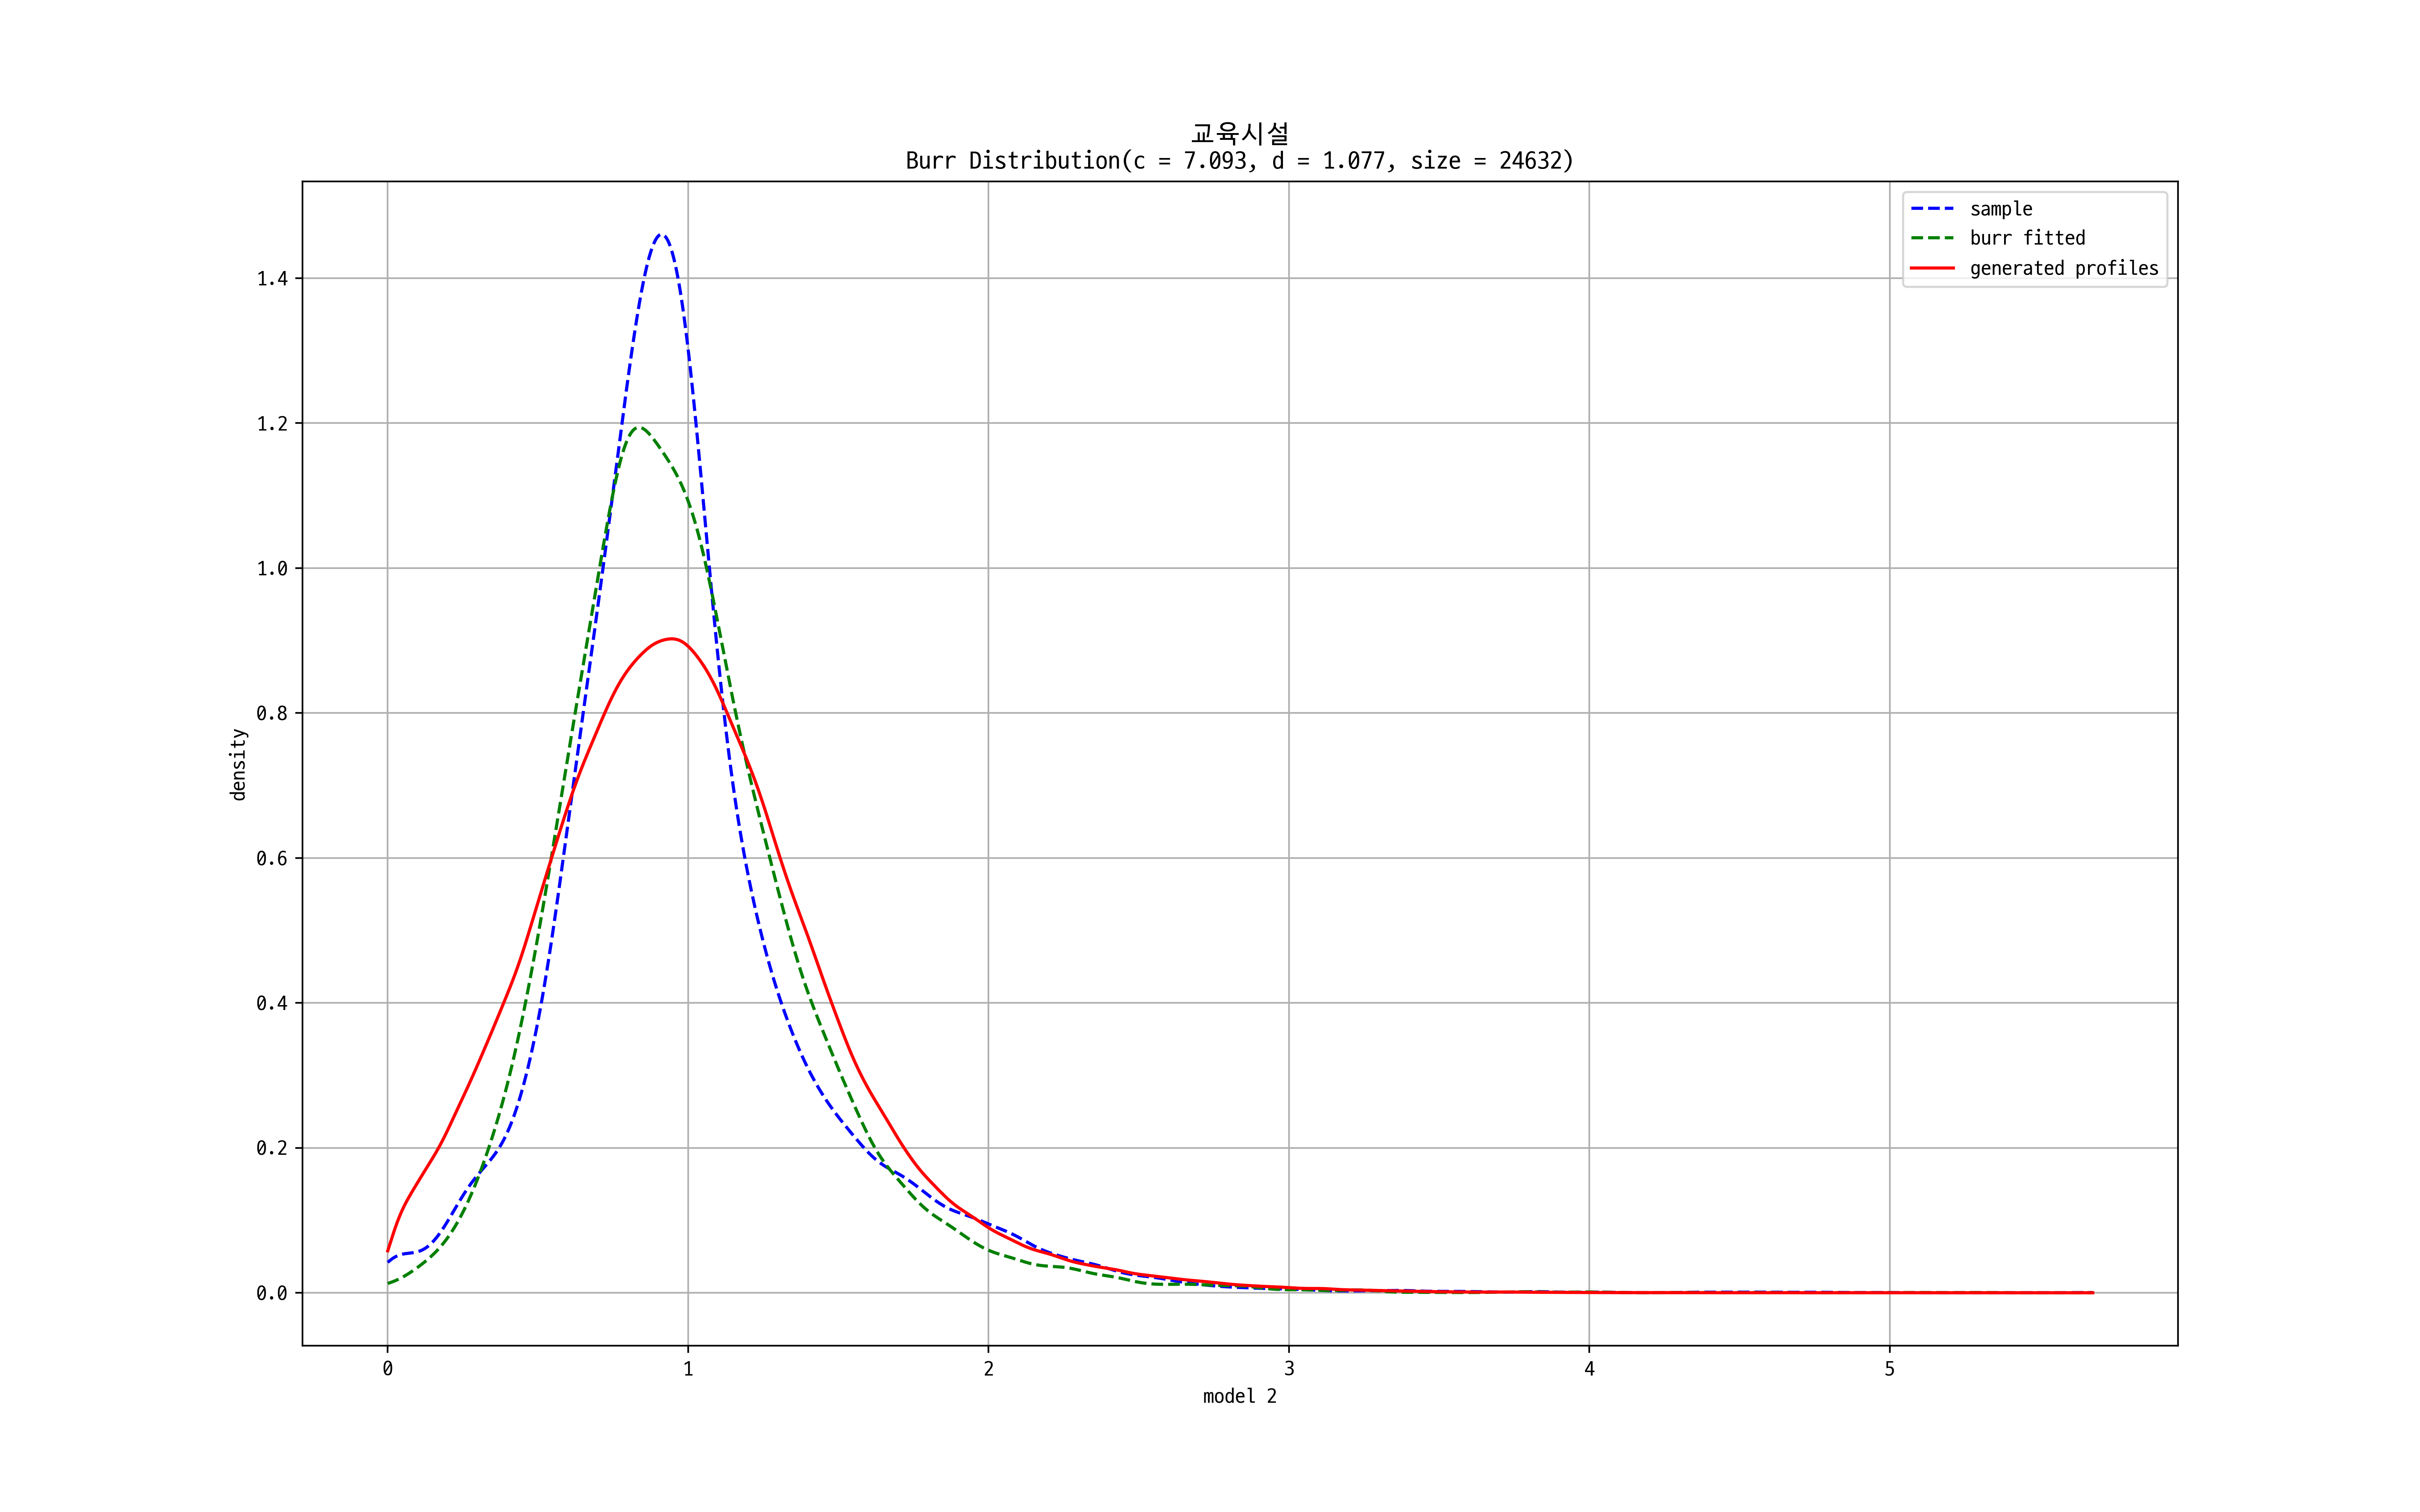 교육시설
Burr Distribution(c = 7.093, d = 1.077, size = 24632)
sample
burr fitted
generated profiles
1.4
1.2
1.0
0.8
0.6
0.4
0.2
0.0
density
0 1 2 3 4 5
model 2